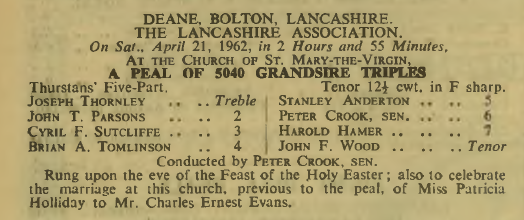 DEANE, BOLTON, LANCASHIRE.
THE LANCASHIRE ASSOCIATION.
On Sat., April 21, 1962, in 2 Hours and 55 Minutes,
AT THE CHURCH OF ST. MARY-THE-VIRGIN,
A PEAL OF 5040 GRANDSIRE TRIPLES
Thurstans' Five-Part. Tenor 12½ cwt. in F sharp.
JOSEPH THORNLEY .. .. Treble STANLEY ANDERTON .. .. 5
JOHN T. PARSONS .. .. 2 PETER CROOK, SEN. .. .. 6
CYRIL F. SUTCLIFFE .. .. 3 HAROLD HAMER .. .. .. 7
BRIAN A. TOMLINSON .. 4 JOHN F. WOOD .. .. .. Tenor
Conducted by PETER CROOK, SEN.
Rung upon the eve of the Feast of the Holy Easter; also to celebrate
the marriage at this church, previous to the peal, of Miss Patricia
Holliday to Mr. Charles Ernest Evans.